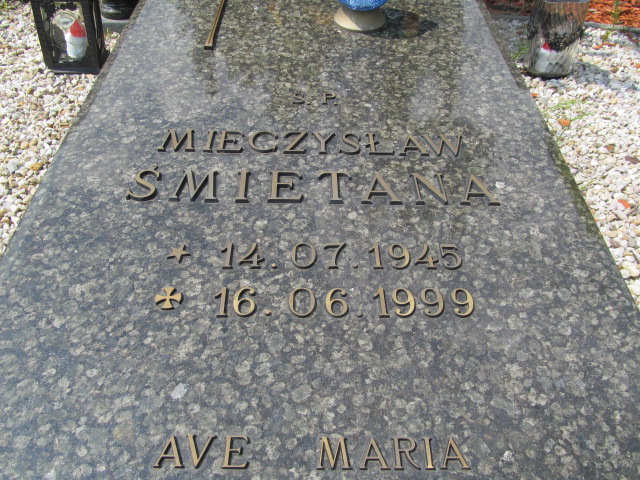 S. P.
MIECZYSŁAW
ŚMIETANA
★ 14.07.1945
✠ 16.06.1999
AVE MARIA